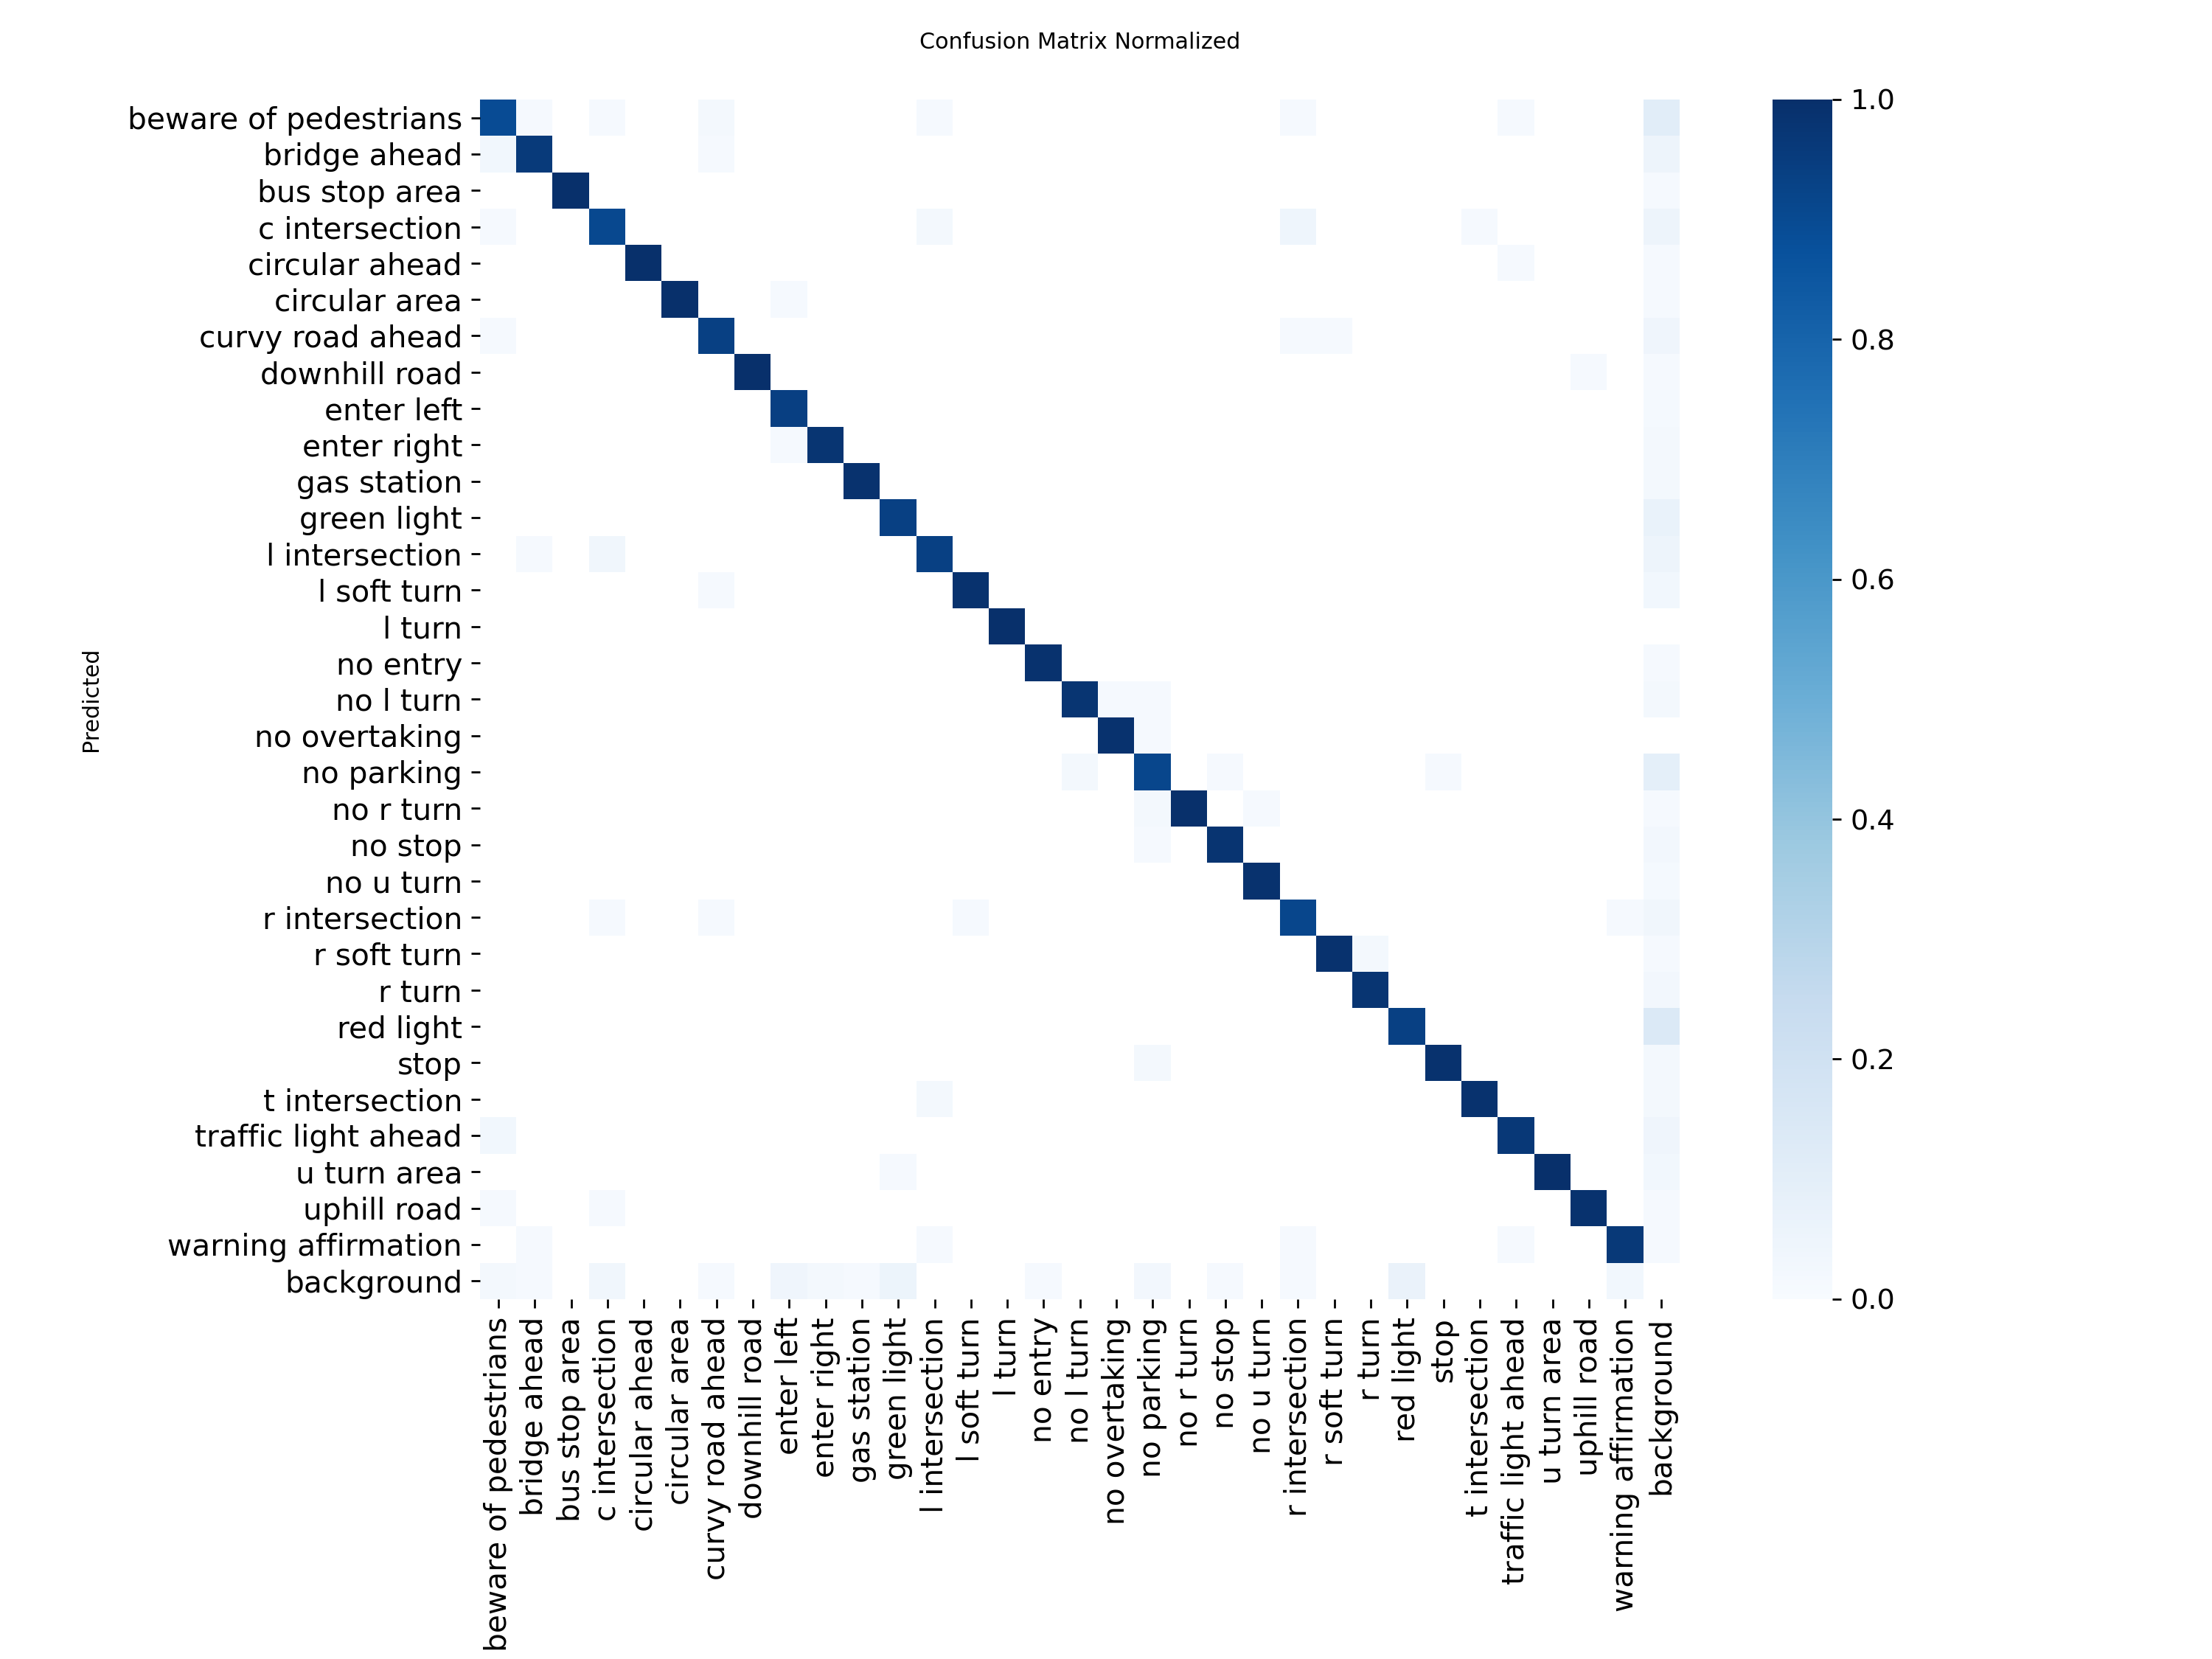 Confusion Matrix Normalized
beware of pedestrians
bridge ahead
bus stop area
c intersection
circular ahead
circular area
curvy road ahead
downhill road
enter left
enter right
gas station
green light
l intersection
l soft turn
l turn
no entry
no l turn
no overtaking
no parking
no r turn
no stop
no u turn
r intersection
r soft turn
r turn
red light
stop
t intersection
traffic light ahead
u turn area
uphill road
warning affirmation
background
Predicted
beware of pedestrians
bridge ahead
bus stop area
c intersection
circular ahead
circular area
curvy road ahead
downhill road
enter left
enter right
gas station
green light
l intersection
l soft turn
l turn
no entry
no l turn
no overtaking
no parking
no r turn
no stop
no u turn
r intersection
r soft turn
r turn
red light
stop
t intersection
traffic light ahead
u turn area
uphill road
warning affirmation
background
1.0
0.8
0.6
0.4
0.2
0.0